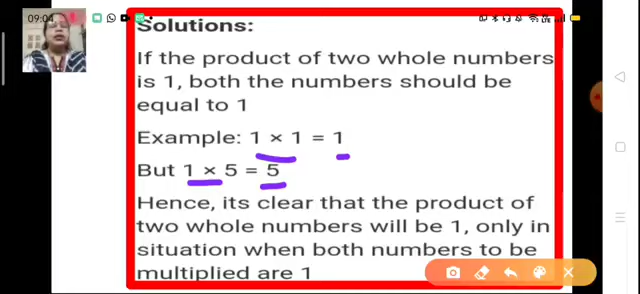 09:04
Solutions:
If the product of two whole numbers
is 1, both the numbers should be
equal to 1
Example: 1 × 1 = 1
But 1 × 5 = 5
Hence, its clear that the product of
two whole numbers will be 1, only in
situation when both numbers to be
multiplied are 1